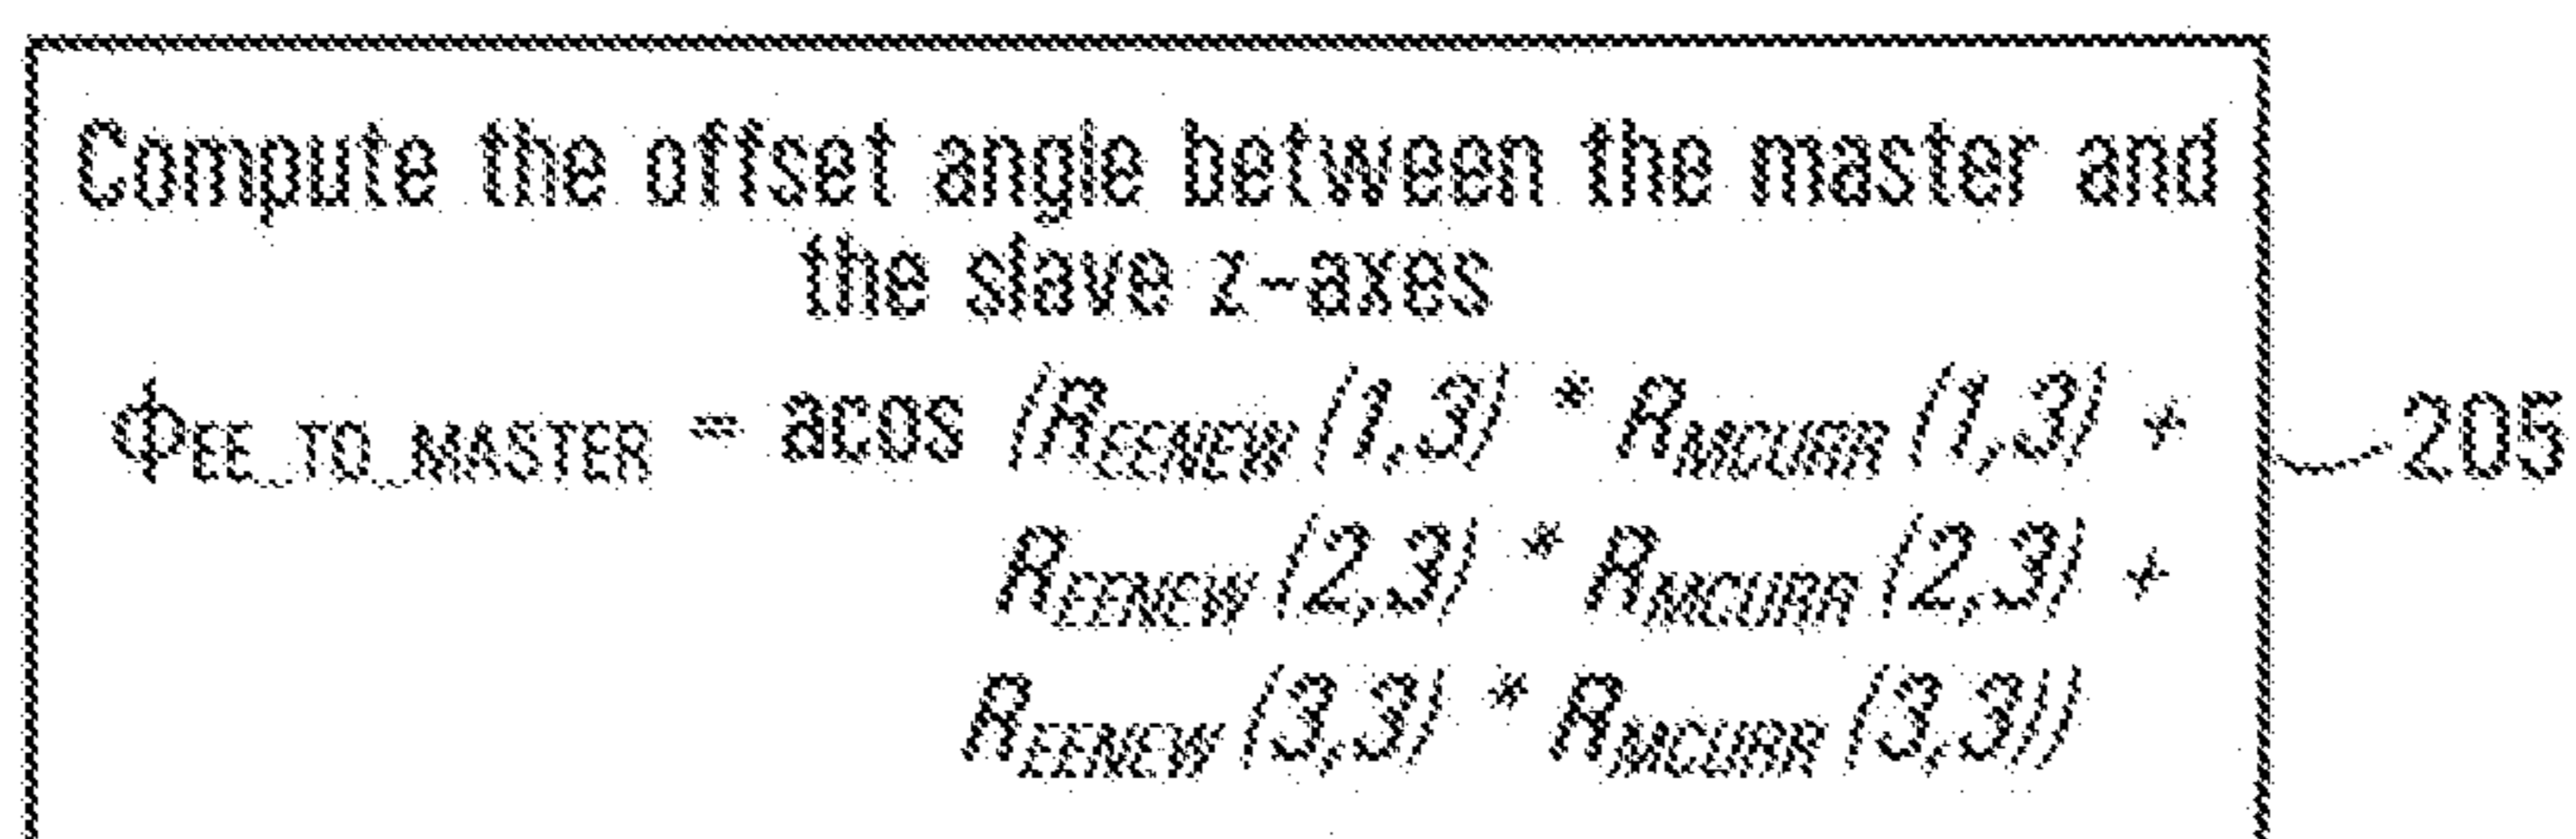 Compute the offset angle between the master and
the slave z-axes
ΦEE_TO_MASTER = acos (REENEW (1,3) * RMCURR (1,3) +
205
REENEW (2,3) * RMCURR (2,3) +
REENEW (3,3) * RMCURR (3,3))